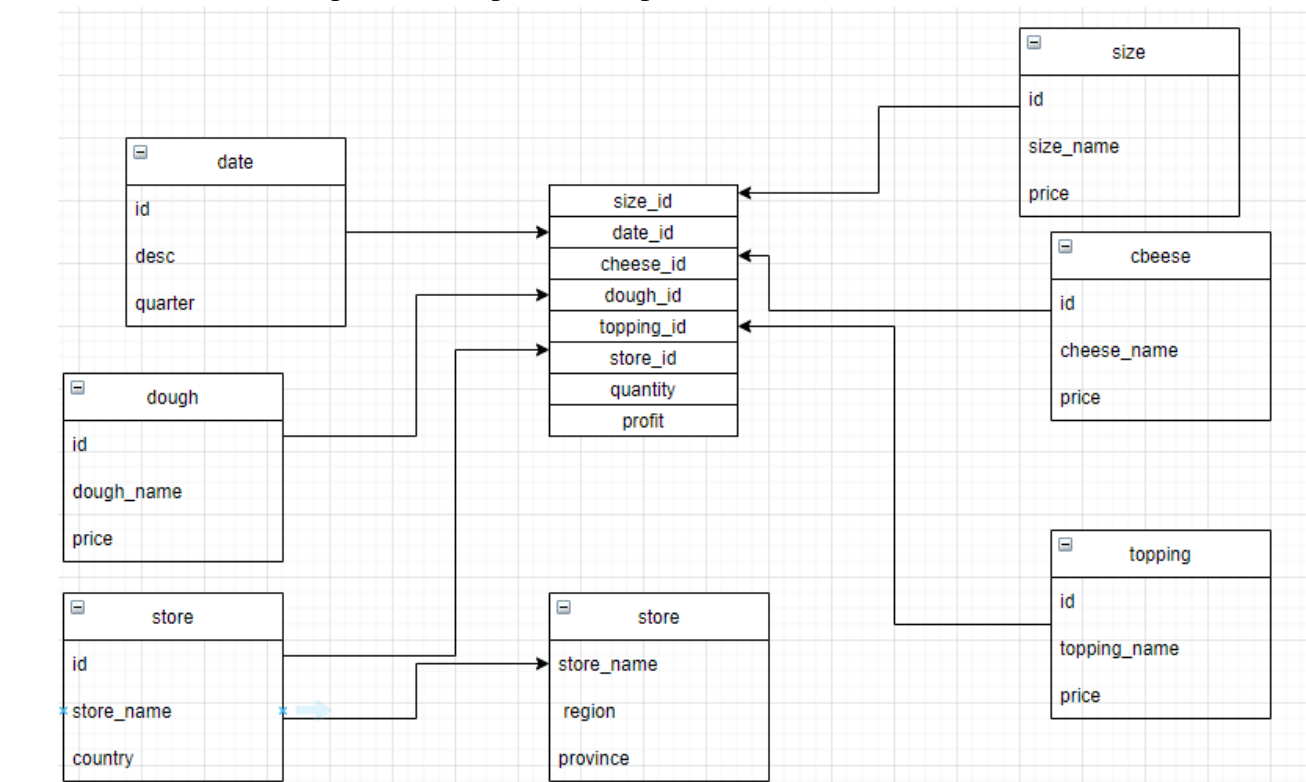 size
id
size_name
price
date
id
desc
quarter
size_id
date_id
cheese_id
dough_id
topping_id
store_id
quantity
profit
cbeese
id
cheese_name
price
dough
id
dough_name
price
topping
id
topping_name
price
store
id
store_name
country
store
store_name
region
province